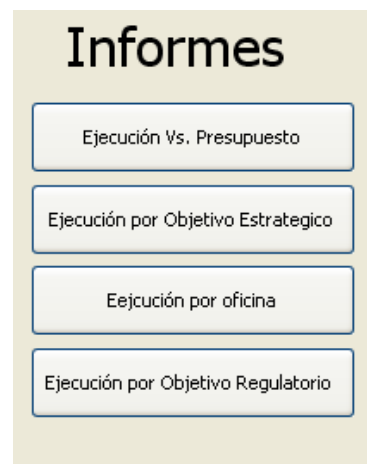 Informes
Ejecución Vs. Presupuesto
Ejecución por Objetivo Estrategico
Eejcución por oficina
Ejecución por Objetivo Regulatorio